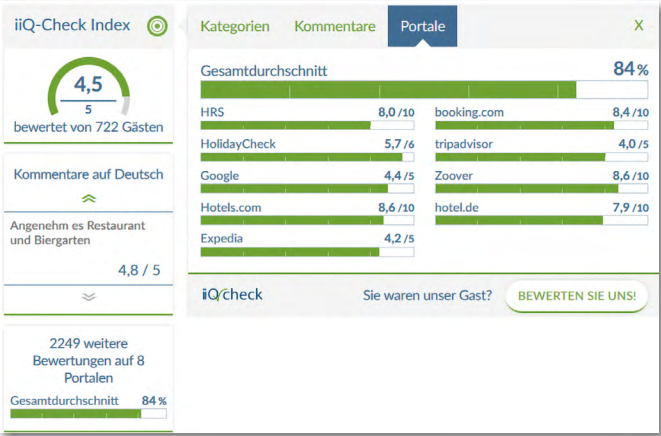 iiQ-Check Index
4,5
5
bewertet von 722 Gästen
Kommentare auf Deutsch
Angenehm es Restaurant
und Biergarten
4,8 / 5
2249 weitere
Bewertungen auf 8
Portalen
Gesamtdurchschnitt 84 %
Kategorien Kommentare Portale X
Gesamtdurchschnitt 84 %
HRS 8,0 /10
booking.com 8,4 /10
HolidayCheck 5,7 /6
tripadvisor 4,0 /5
Google 4,4 /5
Zoover 8,6 /10
Hotels.com 8,6 /10
hotel.de 7,9 /10
Expedia 4,2 /5
iiQ/check Sie waren unser Gast? BEWERTEN SIE UNS!